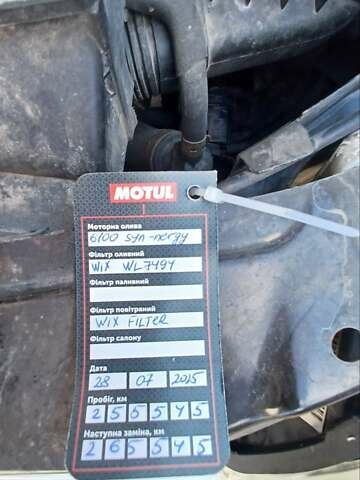 MOTUL
Моторна олива
6100 syn-nergy
Фільтр оливний
WIX WL7494
Фільтр паливний
Фільтр повітряний
WIX FILTER
Фільтр салону
Дата
28 07 2025
Пробіг, км
255545
Наступна заміна, км
265545